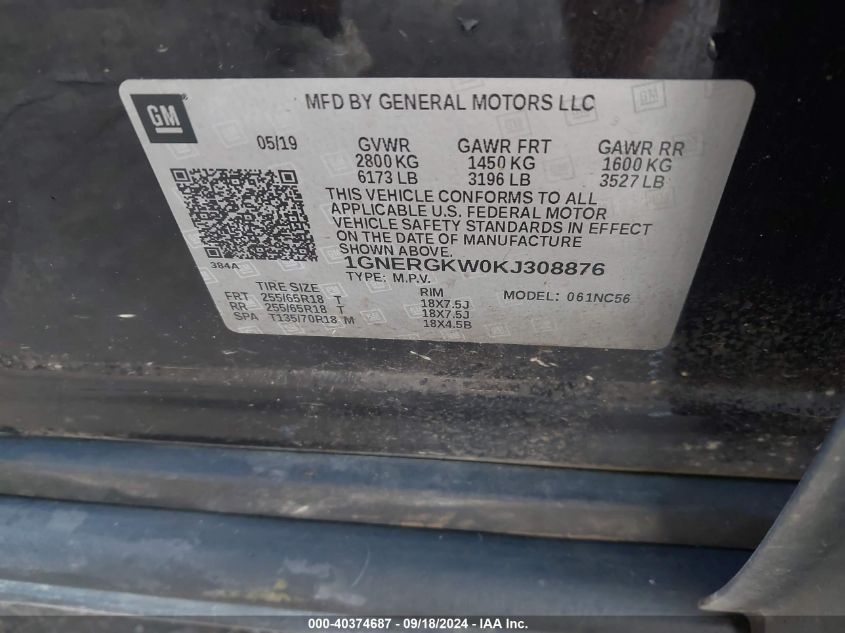 GM
MFD BY GENERAL MOTORS LLC
05/19 GVWR GAWR FRT GAWR RR
2800 KG 1450 KG 1600 KG
6173 LB 3196 LB 3527 LB
THIS VEHICLE CONFORMS TO ALL
APPLICABLE U.S. FEDERAL MOTOR
VEHICLE SAFETY STANDARDS IN EFFECT
ON THE DATE OF MANUFACTURE
SHOWN ABOVE.
384A 1GNERGKW0KJ308876
TYPE: M.P.V.
TIRE SIZE RIM MODEL: 061NC56
FRT 255/65R18 T 18X7.5J
RR 255/65R18 T 18X7.5J
SPA T135/70R18 M 18X4.5B
000-40374687 - 09/18/2024 - IAA Inc.